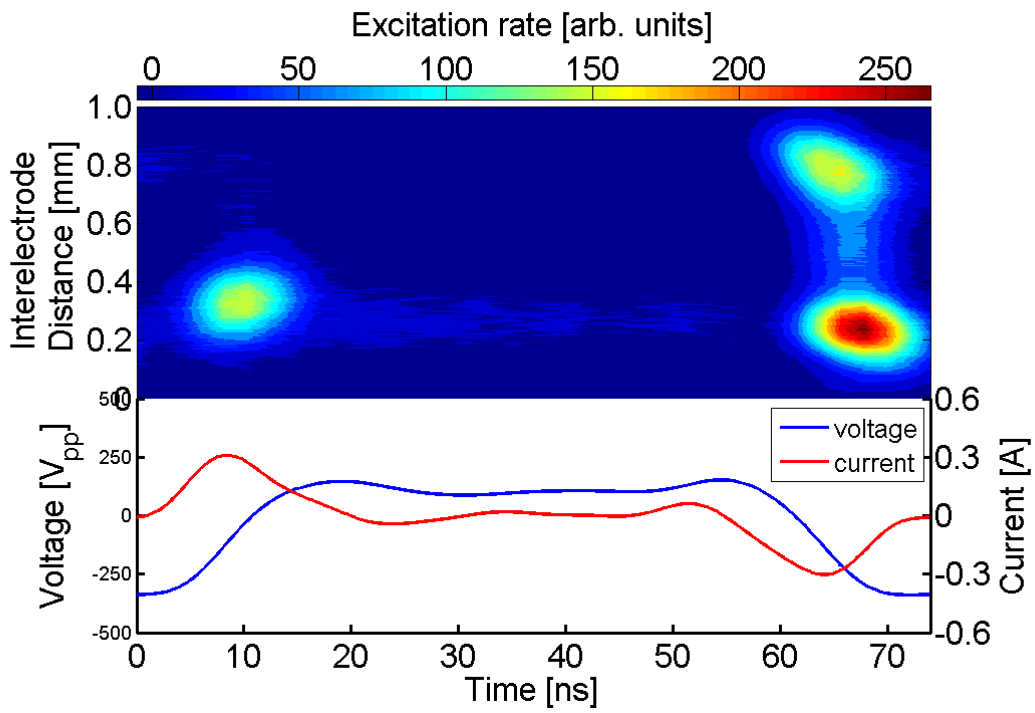 Excitation rate [arb. units]
0 50 100 150 200 250
Interelectrode
Distance [mm]
1.0
0.8
0.6
0.4
0.2
0
Voltage [Vpp]
500
250
0
-250
-500
voltage
current
0.6
0.3
0
-0.3
-0.6
Current [A]
0 10 20 30 40 50 60 70
Time [ns]